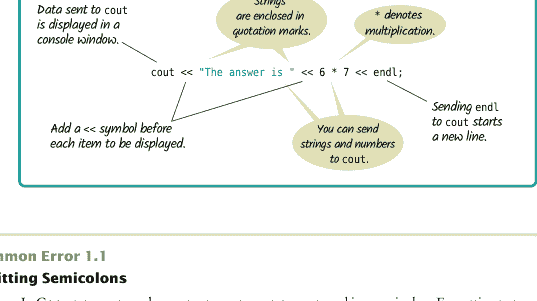 Strings
are enclosed in
quotation marks.
Data sent to cout
is displayed in a
console window.
* denotes
multiplication.
cout << "The answer is " << 6 * 7 << endl;
Add a << symbol before
each item to be displayed.
You can send
strings and numbers
to cout.
Sending endl
to cout starts
a new line.
mmon Error 1.1
itting Semicolons